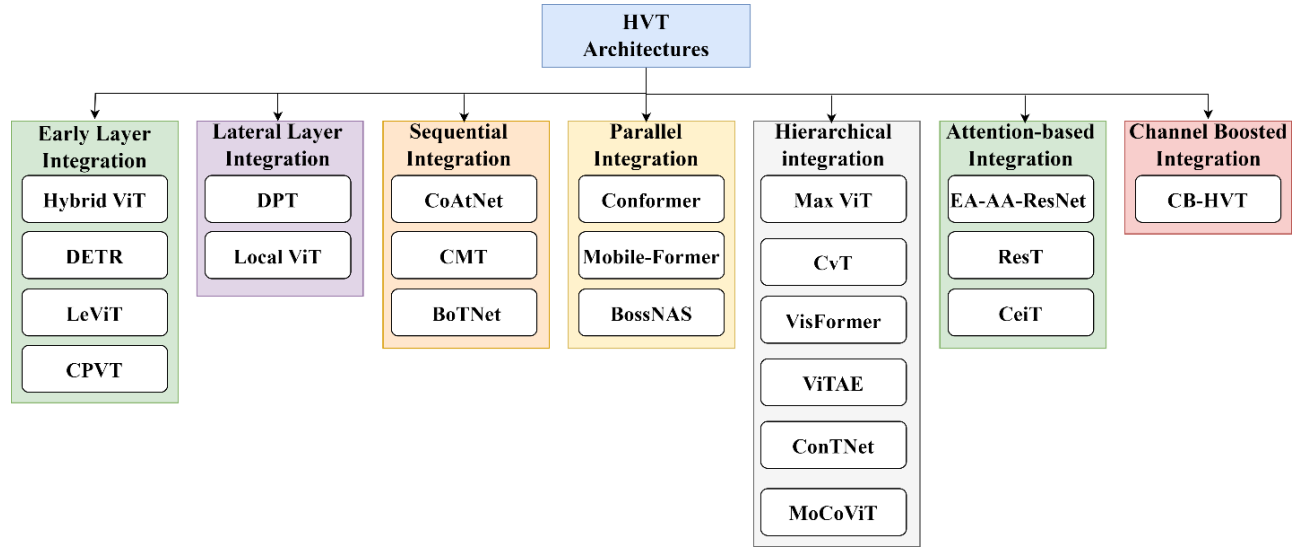 HVT
Architectures
Early Layer
Integration
Hybrid ViT
DETR
LeViT
CPVT
Lateral Layer
Integration
DPT
Local ViT
Sequential
Integration
CoAtNet
CMT
BoTNet
Parallel
Integration
Conformer
Mobile-Former
BossNAS
Hierarchical
integration
Max ViT
CvT
VisFormer
ViTAE
ConTNet
MoCoViT
Attention-based
Integration
EA-AA-ResNet
ResT
CeiT
Channel Boosted
Integration
CB-HVT